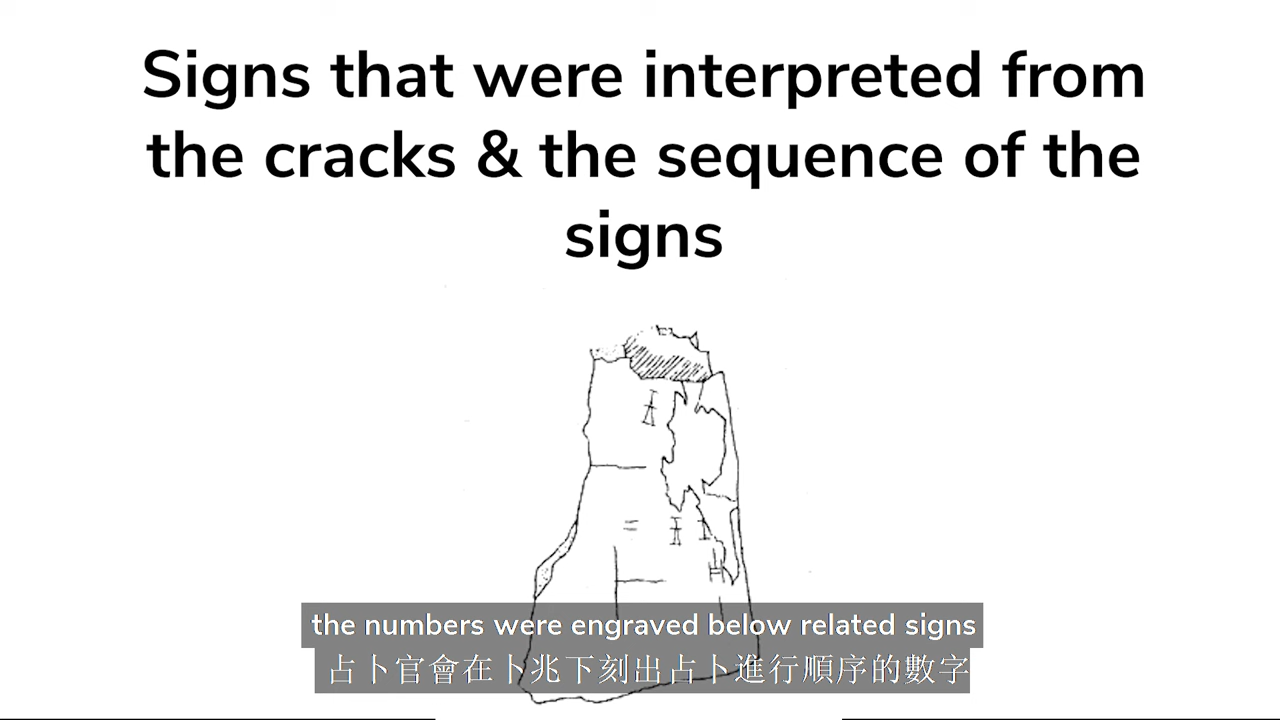 Signs that were interpreted from
the cracks & the sequence of the
signs
二
the numbers were engraved below related signs
占卜官會在卜兆下刻出占卜進行順序的數字